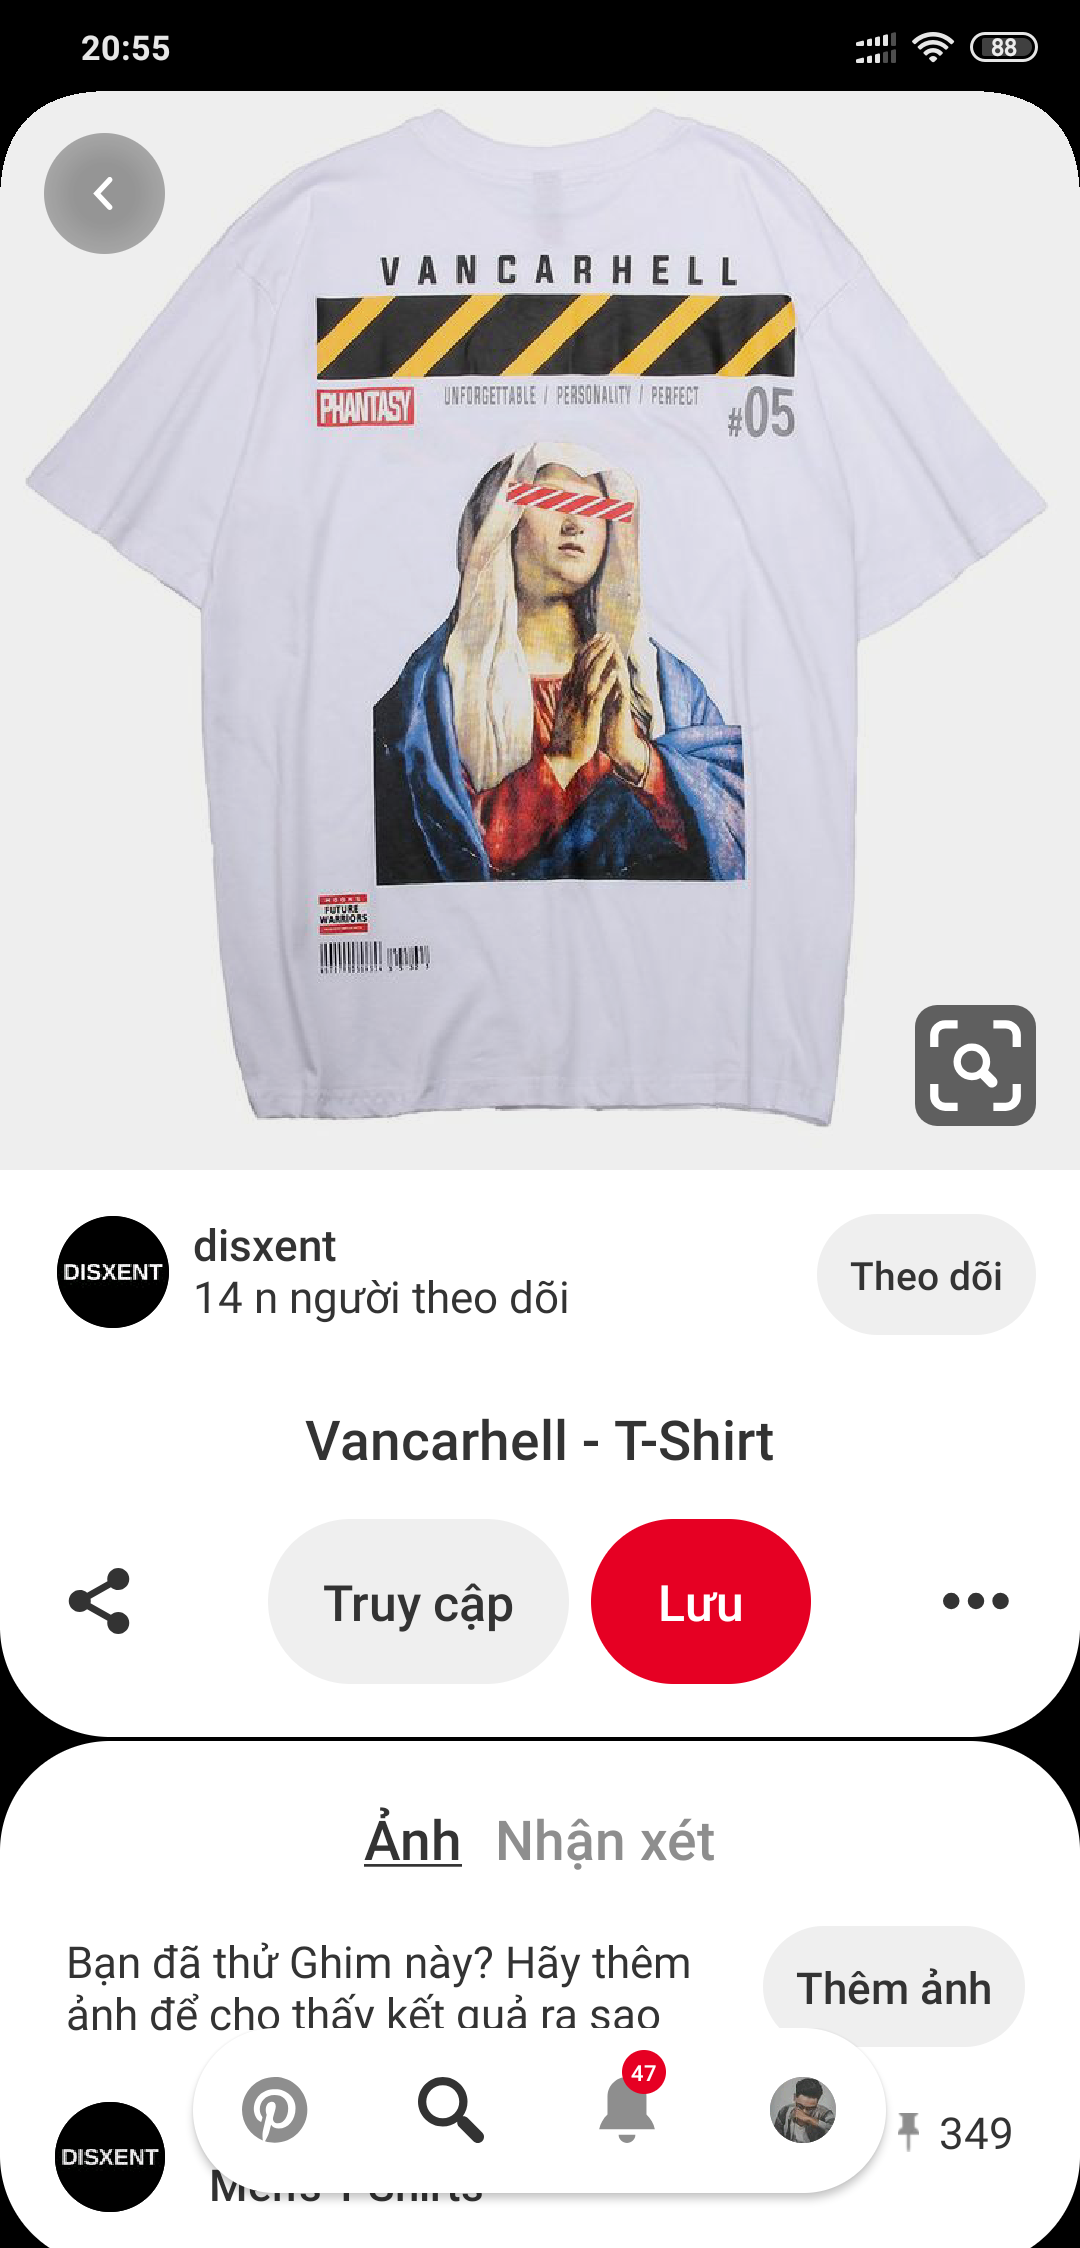 20:55
88
VANCARHELL
PHANTASY
UNFORGETTABLE / PERSONALITY / PERFECT
#05
FUTURE
WARRIORS
DISXENT
disxent
14 n người theo dõi
Theo dõi
Vancarhell - T-Shirt
Truy cập
Lưu
Ảnh
Nhận xét
Bạn đã thử Ghim này? Hãy thêm
ảnh để cho thấy kết quả ra sao
Thêm ảnh
47
DISXENT
349
Men's T-Shirts